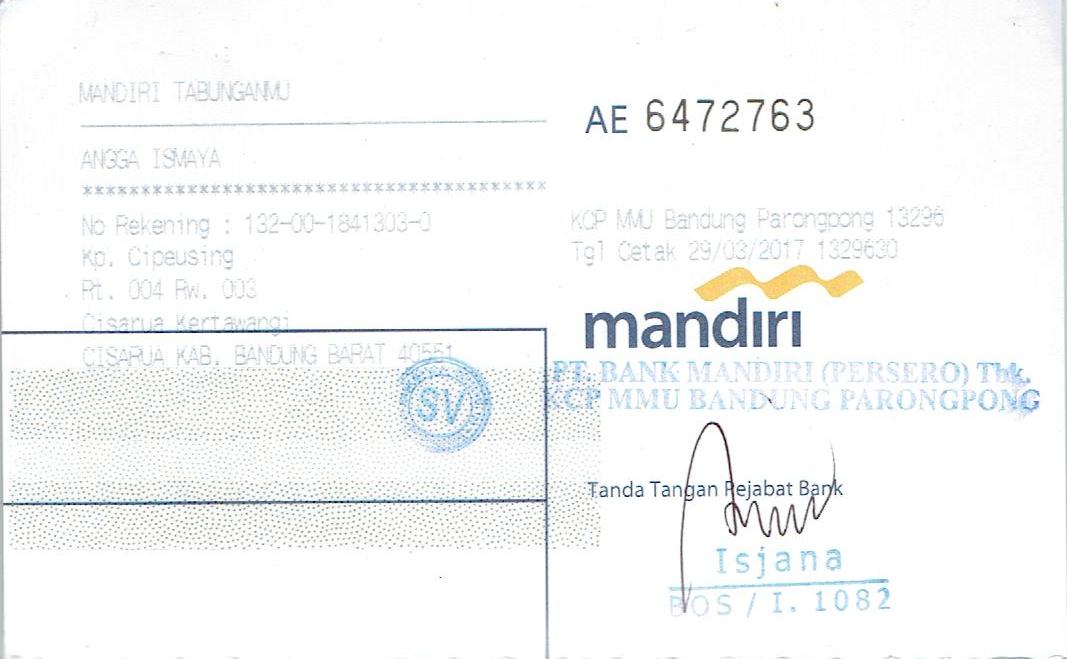 MANDIRI TABUNGANMU
ANGGA ISMAYA
****************************************
No Rekening : 132-00-1841303-0
Kp. Cipeusing
Rt. 004 Rw. 003
Cisarua Kertawangi
CISARUA KAB. BANDUNG BARAT 40551
SV
AE 6472763
KCP MMU Bandung Parongpong 13296
Tgl Cetak 29/03/2017 1329630
mandiri
PT. BANK MANDIRI (PERSERO) Tbk.
KCP MMU BANDUNG PARONGPONG
Tanda Tangan Pejabat Bank
Isjana
BOS / I. 1082